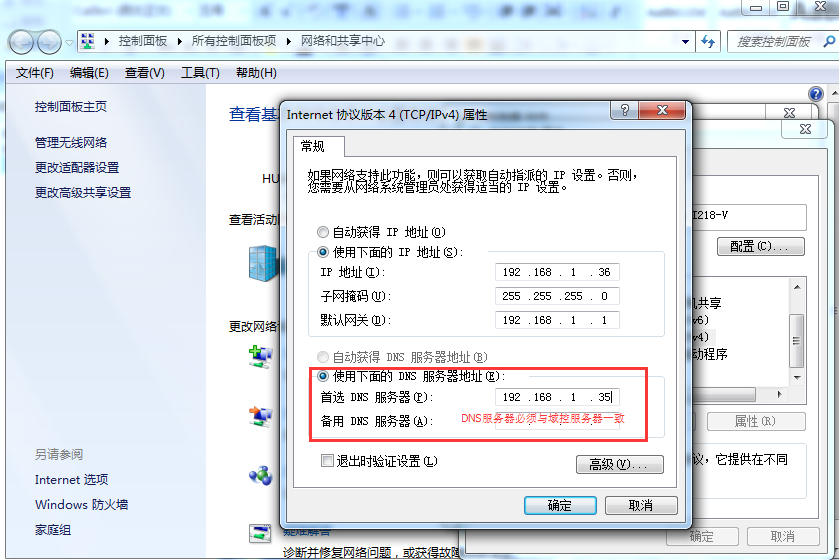 控制面板 ▸ 所有控制面板项 ▸ 网络和共享中心
搜索控制面板
文件(F) 编辑(E) 查看(V) 工具(T) 帮助(H)
控制面板主页
管理无线网络
更改适配器设置
更改高级共享设置
另请参阅
Internet 选项
Windows 防火墙
家庭组
查看基
HU
查看活动
更改网络
疑难解答
诊断并修复网络问题，或获得故障
Internet 协议版本 4 (TCP/IPv4) 属性
常规
如果网络支持此功能，则可以获取自动指派的 IP 设置。否则，
您需要从网络系统管理员处获得适当的 IP 设置。
自动获得 IP 地址(O)
使用下面的 IP 地址(S):
IP 地址(I): 192 .168 . 1 . 36
子网掩码(U): 255 .255 .255 . 0
默认网关(D): 192 .168 . 1 . 1
自动获得 DNS 服务器地址(B)
使用下面的 DNS 服务器地址(E):
首选 DNS 服务器(P): 192 .168 . 1 . 35
备用 DNS 服务器(A): DNS服务器必须与域控服务器一致
退出时验证设置(L)
高级(V)...
确定 取消
I218-V
配置(C)...
共享
v6)
v4)
动程序
属性(R)
议，它提供在不同
确定 取消